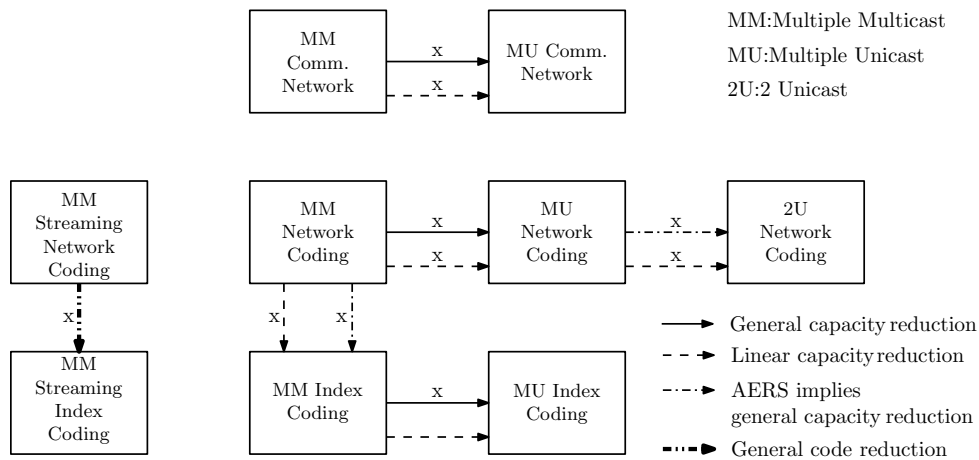 MM
Comm.
Network
x
x
MU Comm.
Network
MM:Multiple Multicast
MU:Multiple Unicast
2U:2 Unicast
MM
Streaming
Network
Coding
MM
Network
Coding
x
x
MU
Network
Coding
x
x
2U
Network
Coding
x
x
x
MM
Streaming
Index
Coding
MM Index
Coding
x
MU Index
Coding
General capacity reduction
Linear capacity reduction
AERS implies
general capacity reduction
General code reduction